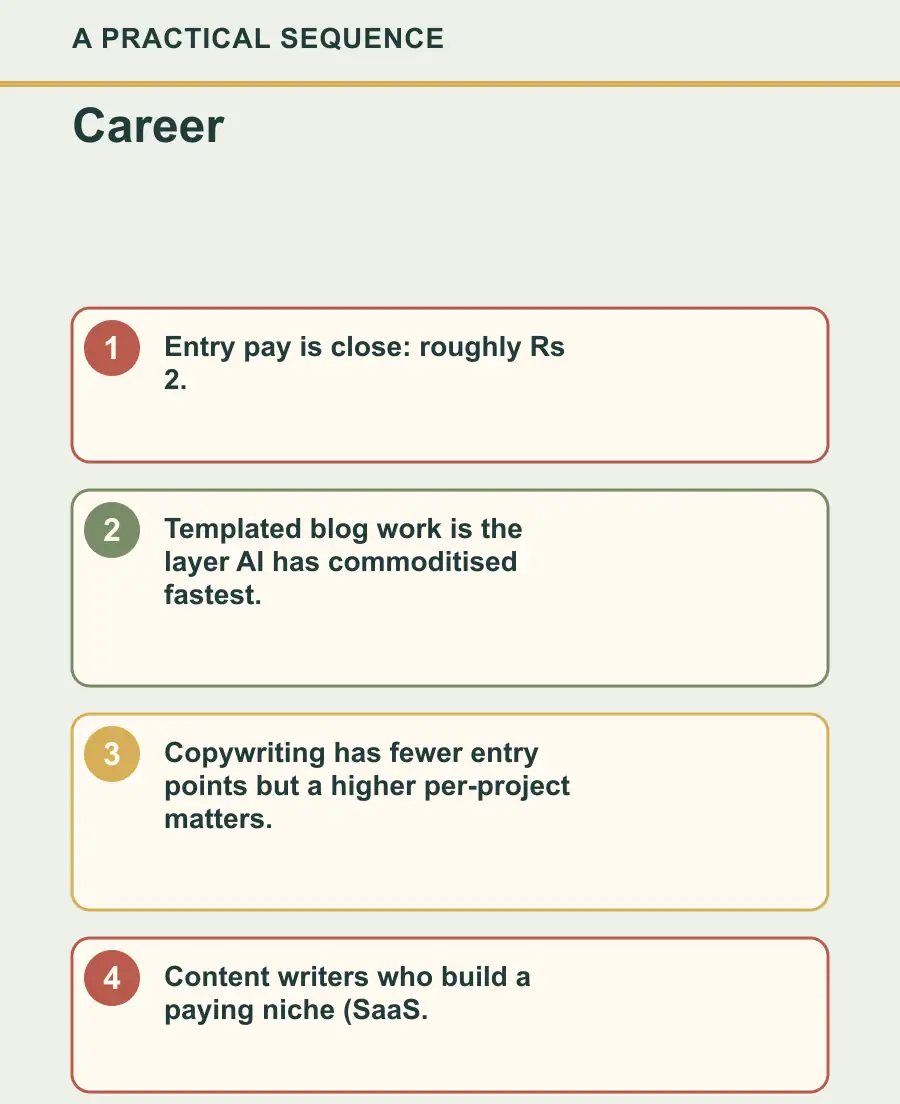 A PRACTICAL SEQUENCE
Career
1
Entry pay is close: roughly Rs
2.
2
Templated blog work is the
layer AI has commoditised
fastest.
3
Copywriting has fewer entry
points but a higher per-project
matters.
4
Content writers who build a
paying niche (SaaS.